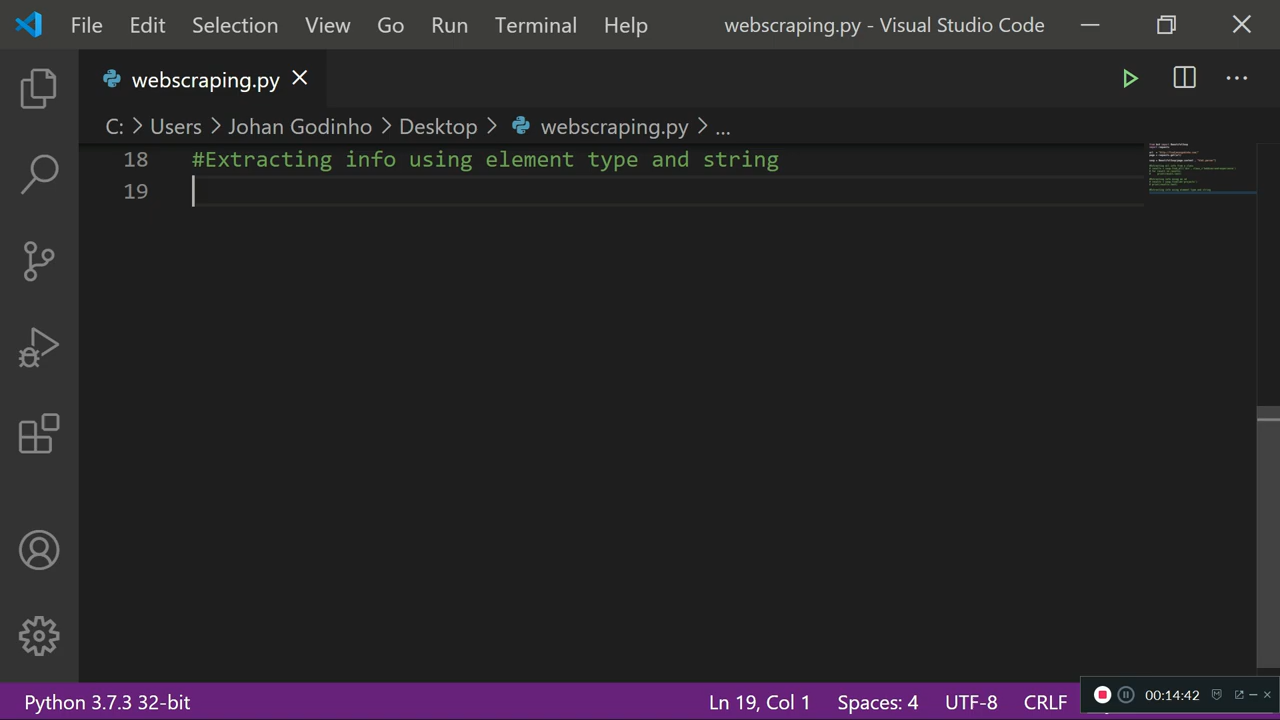 File Edit Selection View Go Run Terminal Help webscraping.py - Visual Studio Code
webscraping.py
C: Users Johan Godinho Desktop webscraping.py ...
18 #Extracting info using element type and string
19
Python 3.7.3 32-bit Ln 19, Col 1 Spaces: 4 UTF-8 CRLF 00:14:42